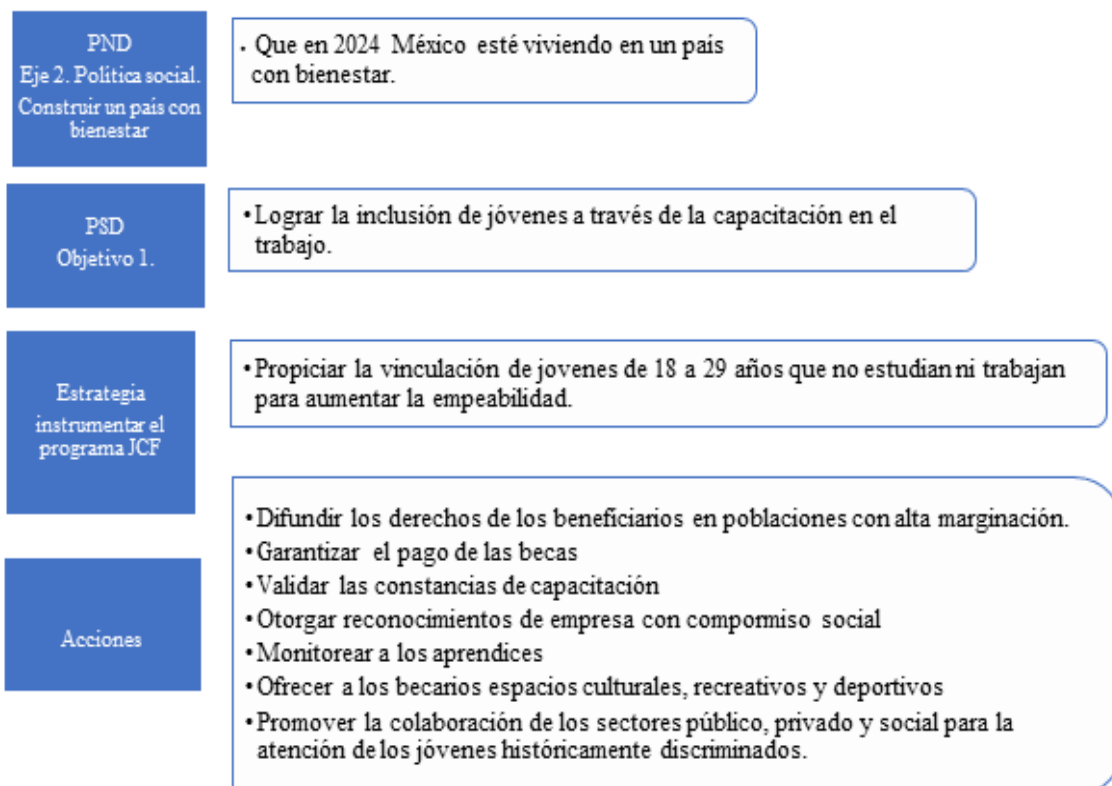 PND
Eje 2. Política social.
Construir un país con
bienestar
• Que en 2024 México esté viviendo en un país
con bienestar.
PSD
Objetivo 1.
• Lograr la inclusión de jóvenes a través de la capacitación en el
trabajo.
Estrategia
instrumentar el
programa JCF
• Propiciar la vinculación de jovenes de 18 a 29 años que no estudian ni trabajan
para aumentar la empeabilidad.
Acciones
• Difundir los derechos de los beneficiarios en poblaciones con alta marginación.
• Garantizar el pago de las becas
• Validar las constancias de capacitación
• Otorgar reconocimientos de empresa con compormiso social
• Monitorear a los aprendices
• Ofrecer a los becarios espacios culturales, recreativos y deportivos
• Promover la colaboración de los sectores público, privado y social para la
atención de los jóvenes históricamente discriminados.